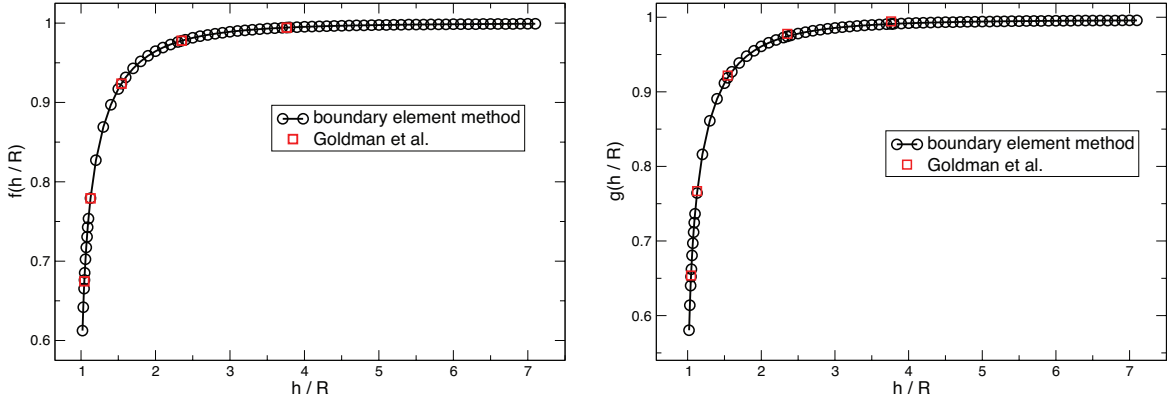 1
0.9
0.8
0.7
0.6
f(h / R)
boundary element method
Goldman et al.
1 2 3 4 5 6 7
h / R
1
0.9
0.8
0.7
0.6
g(h / R)
boundary element method
Goldman et al.
1 2 3 4 5 6 7
h / R